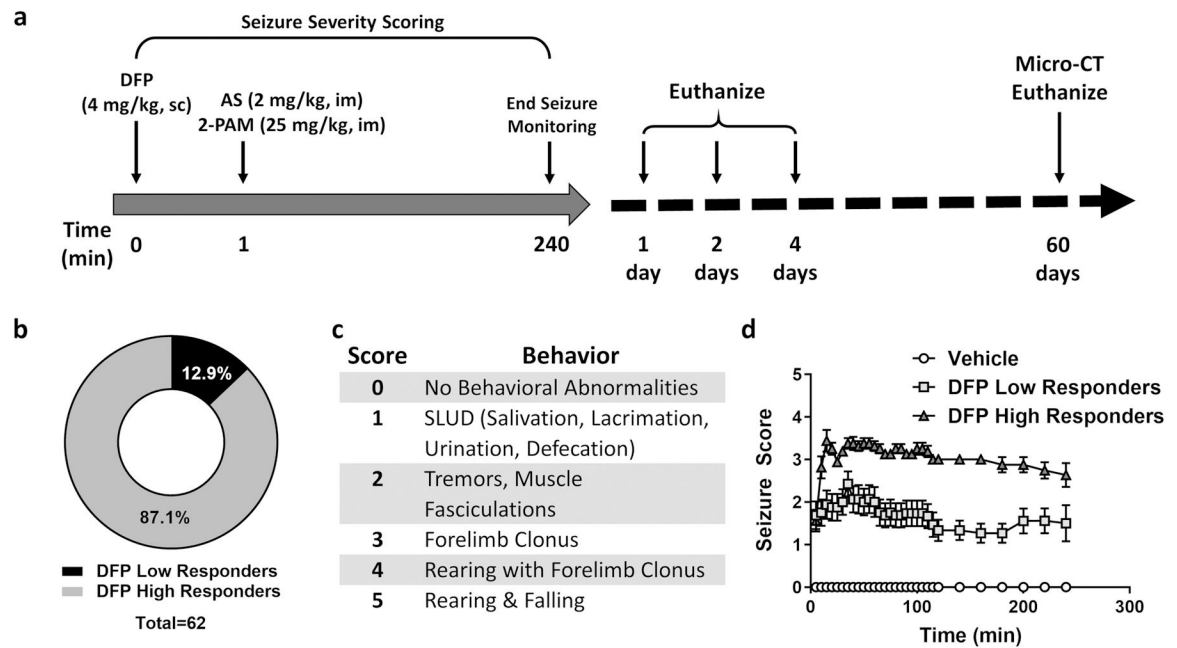 a
Seizure Severity Scoring
DFP
(4 mg/kg, sc)
AS (2 mg/kg, im)
2-PAM (25 mg/kg, im)
End Seizure
Monitoring
Euthanize
Micro-CT
Euthanize
Time
(min)
0
1
240
1
day
2
days
4
days
60
days
b
12.9%
87.1%
DFP Low Responders
DFP High Responders
Total=62
c
Score Behavior
0 No Behavioral Abnormalities
1 SLUD (Salivation, Lacrimation,
Urination, Defecation)
2 Tremors, Muscle
Fasciculations
3 Forelimb Clonus
4 Rearing with Forelimb Clonus
5 Rearing & Falling
d
Vehicle
DFP Low Responders
DFP High Responders
Seizure Score
5
4
3
2
1
0
0 100 200 300
Time (min)